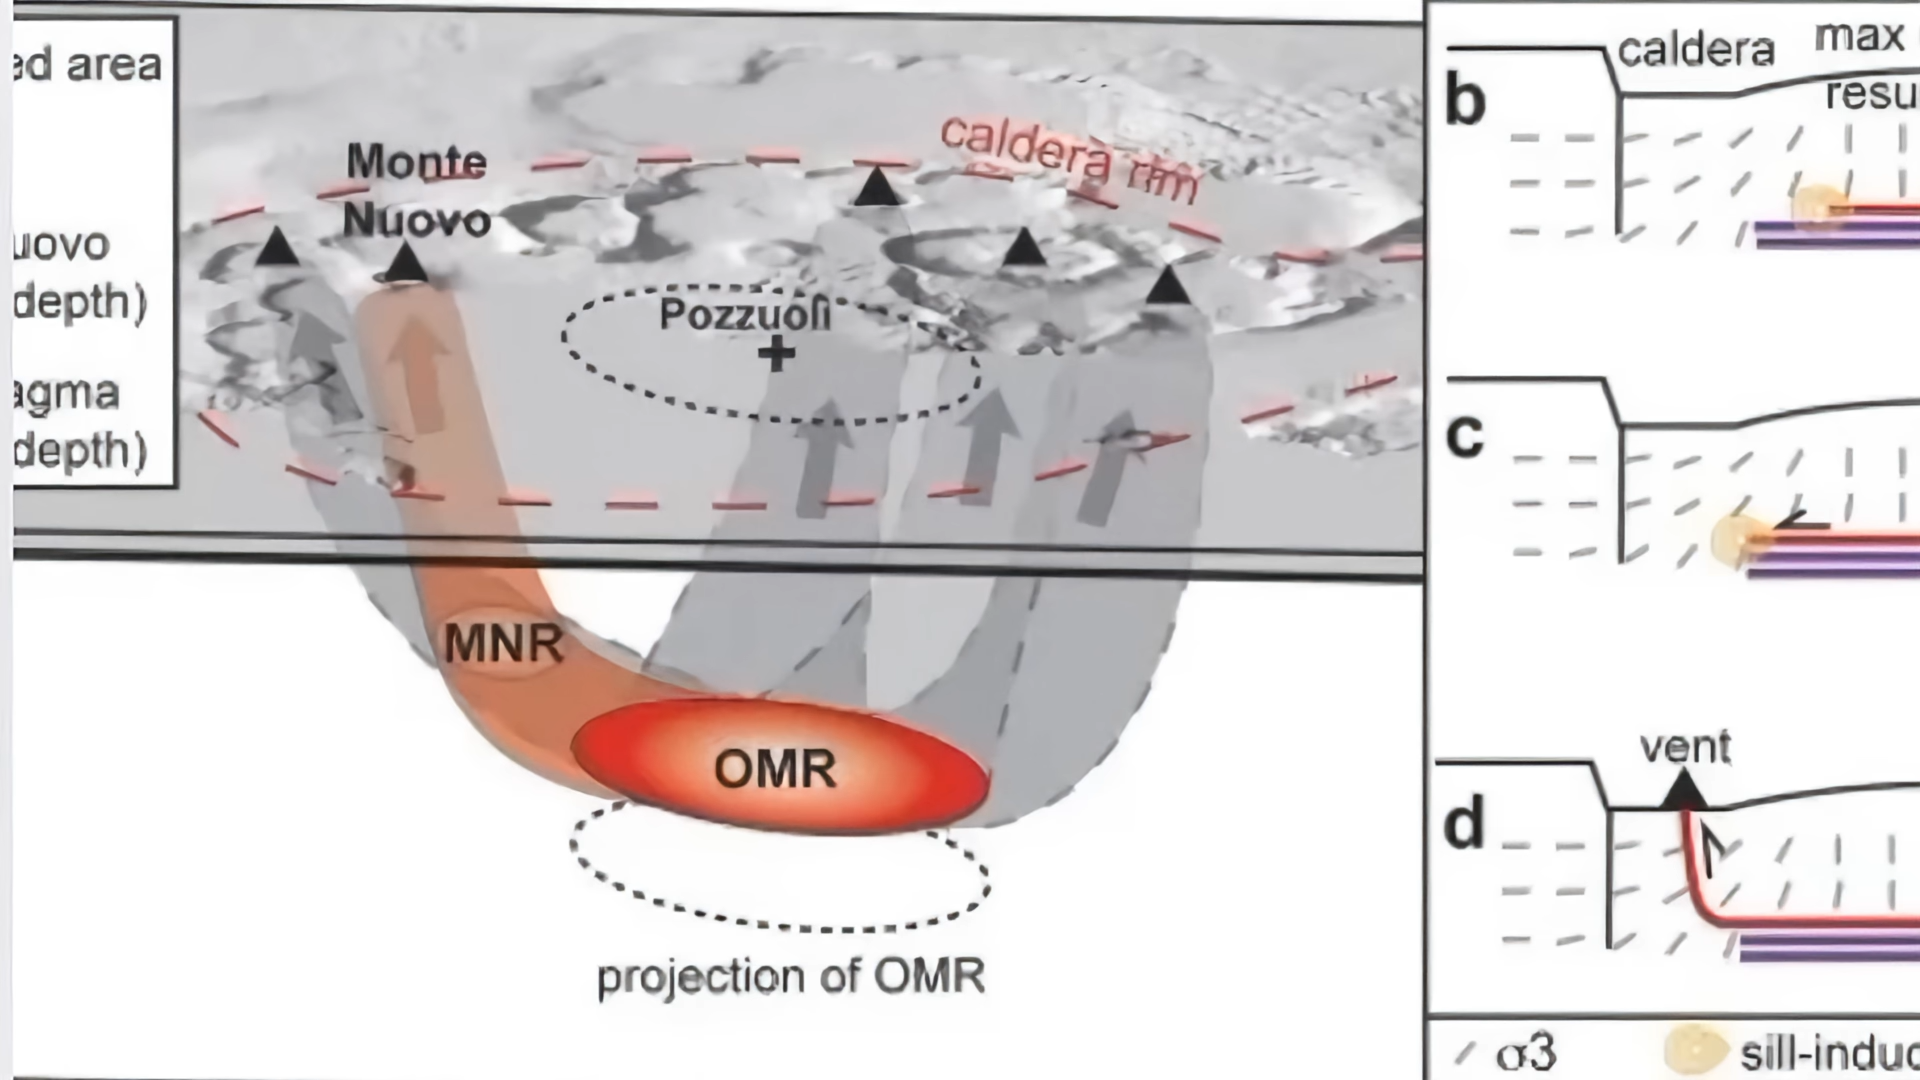 ed area
uovo
depth)
agma
depth)
Monte
Nuovo
caldera rim
Pozzuoli
MNR
OMR
projection of OMR
b
caldera
max
resu
c
d
vent
σ3
sill-induc